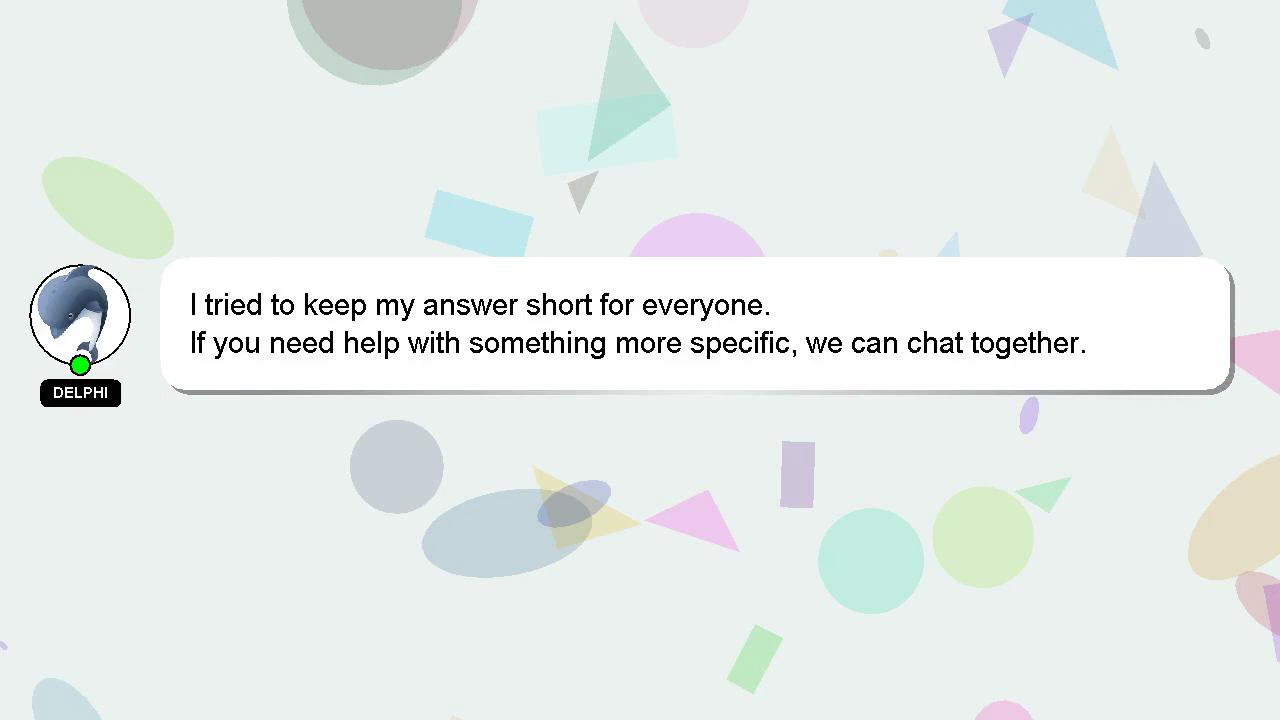 I tried to keep my answer short for everyone.
If you need help with something more specific, we can chat together.
DELPHI